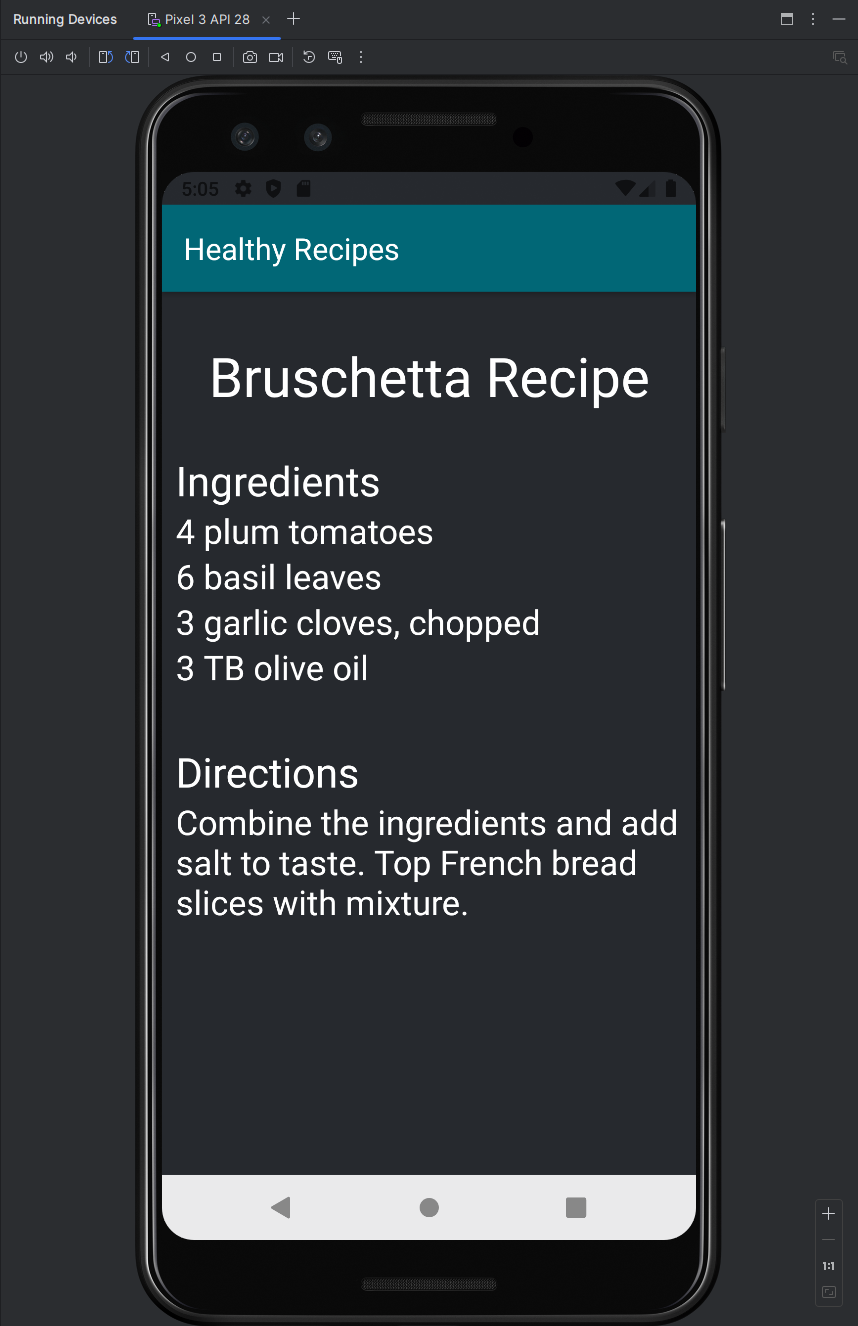 Running Devices
Pixel 3 API 28
5:05
Healthy Recipes
Bruschetta Recipe
Ingredients
4 plum tomatoes
6 basil leaves
3 garlic cloves, chopped
3 TB olive oil
Directions
Combine the ingredients and add
salt to taste. Top French bread
slices with mixture.
1:1